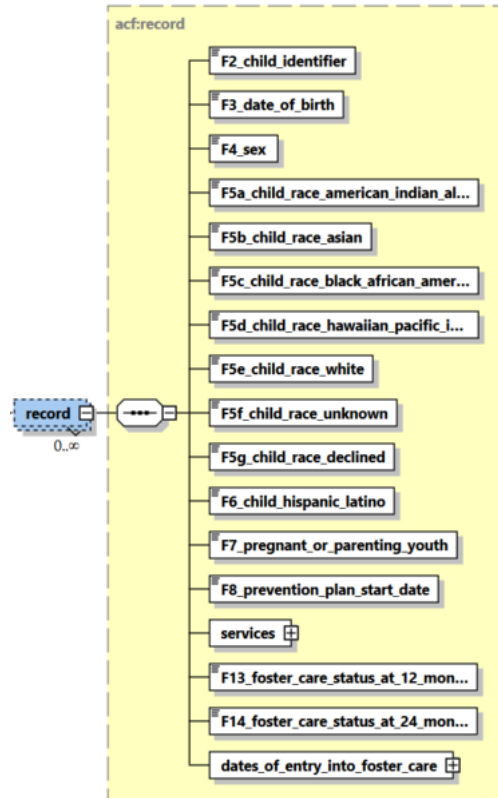 acf:record
F2_child_identifier
F3_date_of_birth
F4_sex
F5a_child_race_american_indian_al...
F5b_child_race_asian
F5c_child_race_black_african_amer...
F5d_child_race_hawaiian_pacific_i...
F5e_child_race_white
record
0..∞
F5f_child_race_unknown
F5g_child_race_declined
F6_child_hispanic_latino
F7_pregnant_or_parenting_youth
F8_prevention_plan_start_date
services
F13_foster_care_status_at_12_mon...
F14_foster_care_status_at_24_mon...
dates_of_entry_into_foster_care